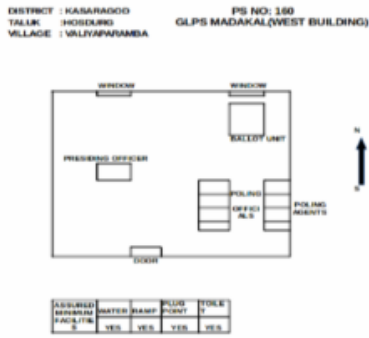 DISTRICT : KASARAGOD
TALUK :HOSDURG
VILLAGE : VALIYAPARAMBA
PS NO: 160
GLPS MADAKAL(WEST BUILDING)
WINDOW
WINDOW
BALLOT UNIT
PRESIDING OFFICER
POLING
OFFICI
ALS
POLING
AGENTS
DOOR
N
S
ASSURED
MINIMUM
FACILITIE
S
WATER
RAMP
PLUG
POINT
TOILE
T
YES
YES
YES
YES